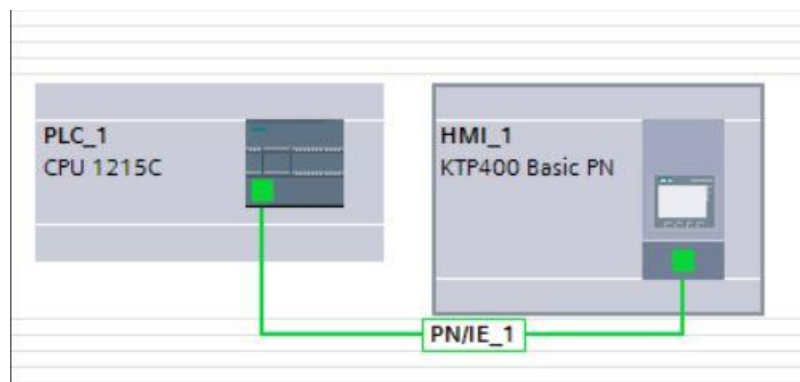 PLC_1
CPU 1215C
HMI_1
KTP400 Basic PN
PN/IE_1